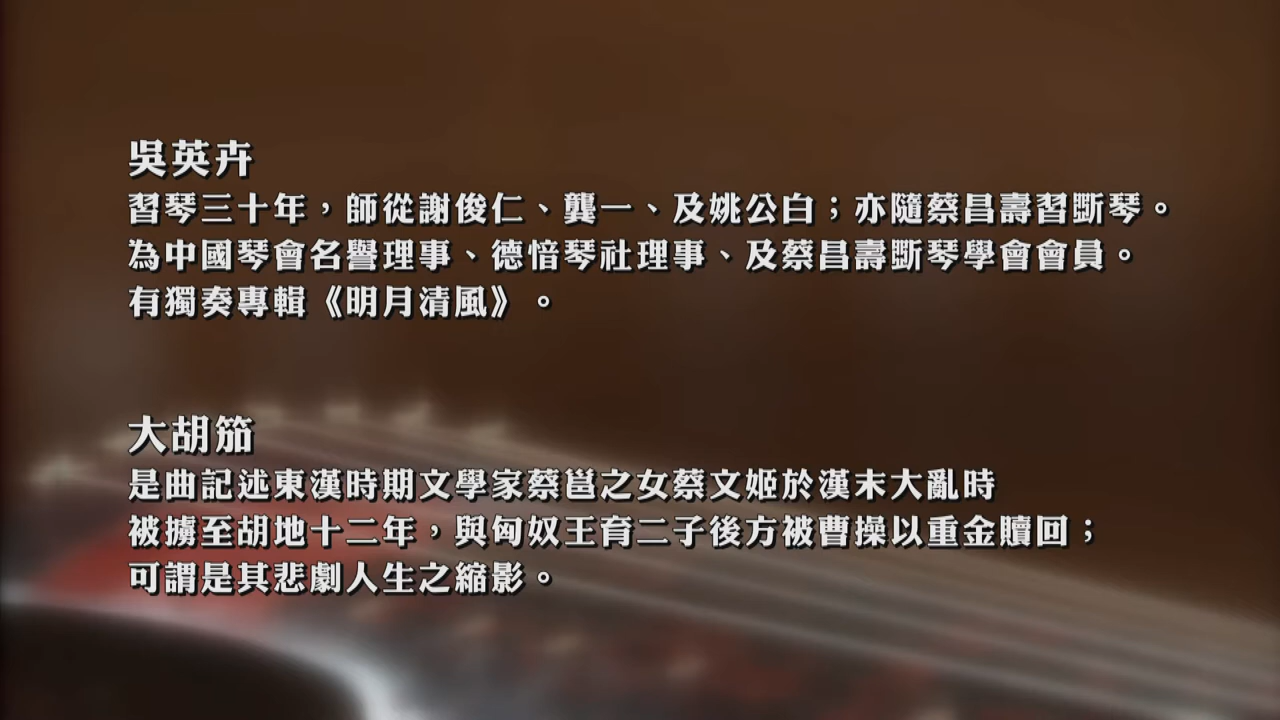 吳英卉
習琴三十年，師從謝俊仁、龔一、及姚公白；亦隨蔡昌壽習斲琴。
為中國琴會名譽理事、德愔琴社理事、及蔡昌壽斲琴學會會員。
有獨奏專輯《明月清風》。
大胡笳
是曲記述東漢時期文學家蔡邕之女蔡文姬於漢末大亂時
被擄至胡地十二年，與匈奴王育二子後方被曹操以重金贖回；
可謂是其悲劇人生之縮影。